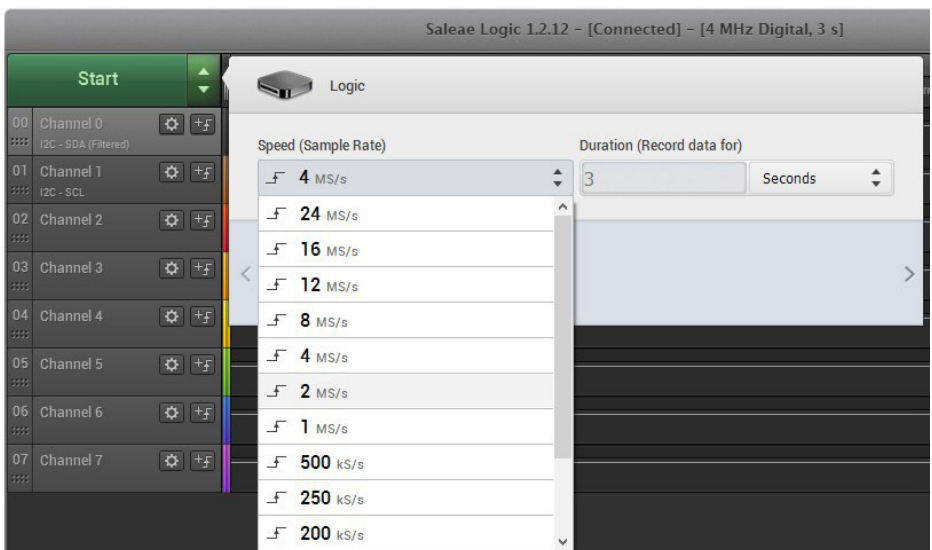 Saleae Logic 1.2.12 - [Connected] - [4 MHz Digital, 3 s]
Start
Logic
Speed (Sample Rate)
Duration (Record data for)
4 MS/s
3
Seconds
00 Channel 0
I2C - SDA (Filtered)
01 Channel 1
I2C - SCL
02 Channel 2
03 Channel 3
04 Channel 4
05 Channel 5
06 Channel 6
07 Channel 7
24 MS/s
16 MS/s
12 MS/s
8 MS/s
4 MS/s
2 MS/s
1 MS/s
500 kS/s
250 kS/s
200 kS/s